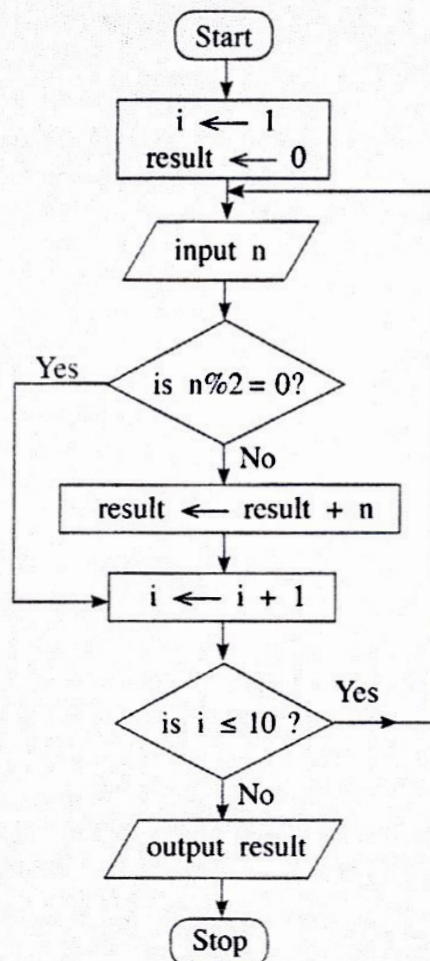 Start
i ← 1
result ← 0
input n
Yes
is n%2 = 0?
No
result ← result + n
i ← i + 1
Yes
is i ≤ 10 ?
No
output result
Stop